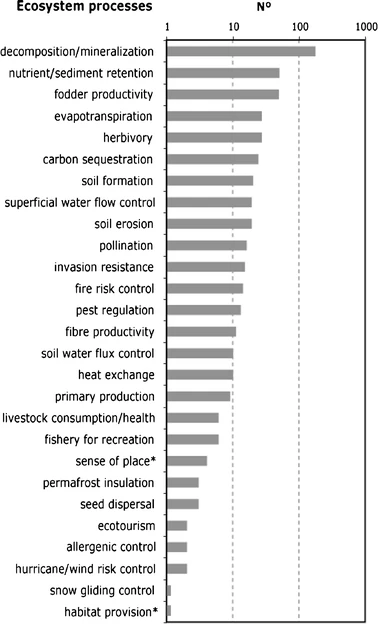 Ecosystem processes Nº
1 10 100 1000
decomposition/mineralization
nutrient/sediment retention
fodder productivity
evapotranspiration
herbivory
carbon sequestration
soil formation
superficial water flow control
soil erosion
pollination
invasion resistance
fire risk control
pest regulation
fibre productivity
soil water flux control
heat exchange
primary production
livestock consumption/health
fishery for recreation
sense of place*
permafrost insulation
seed dispersal
ecotourism
allergenic control
hurricane/wind risk control
snow gliding control
habitat provision*